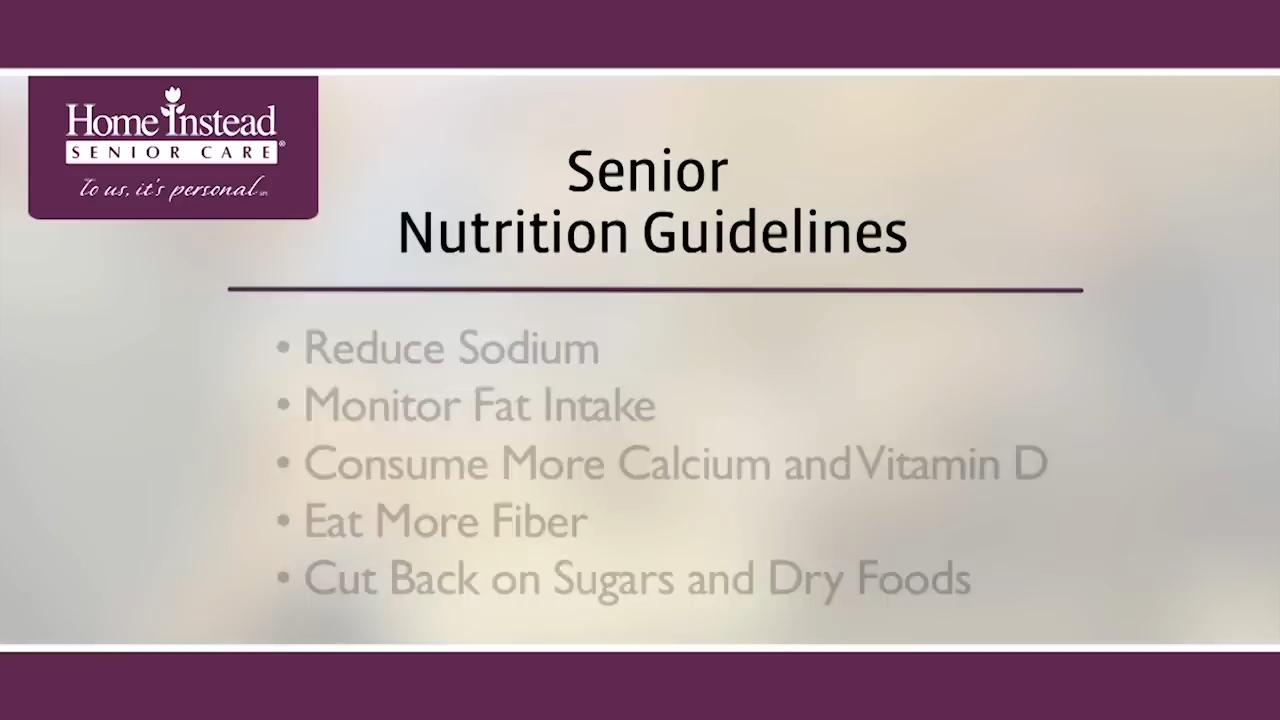 Home Instead
SENIOR CARE®
To us, it's personal.
Senior
Nutrition Guidelines
• Reduce Sodium
• Monitor Fat Intake
• Consume More Calcium and Vitamin D
• Eat More Fiber
• Cut Back on Sugars and Dry Foods